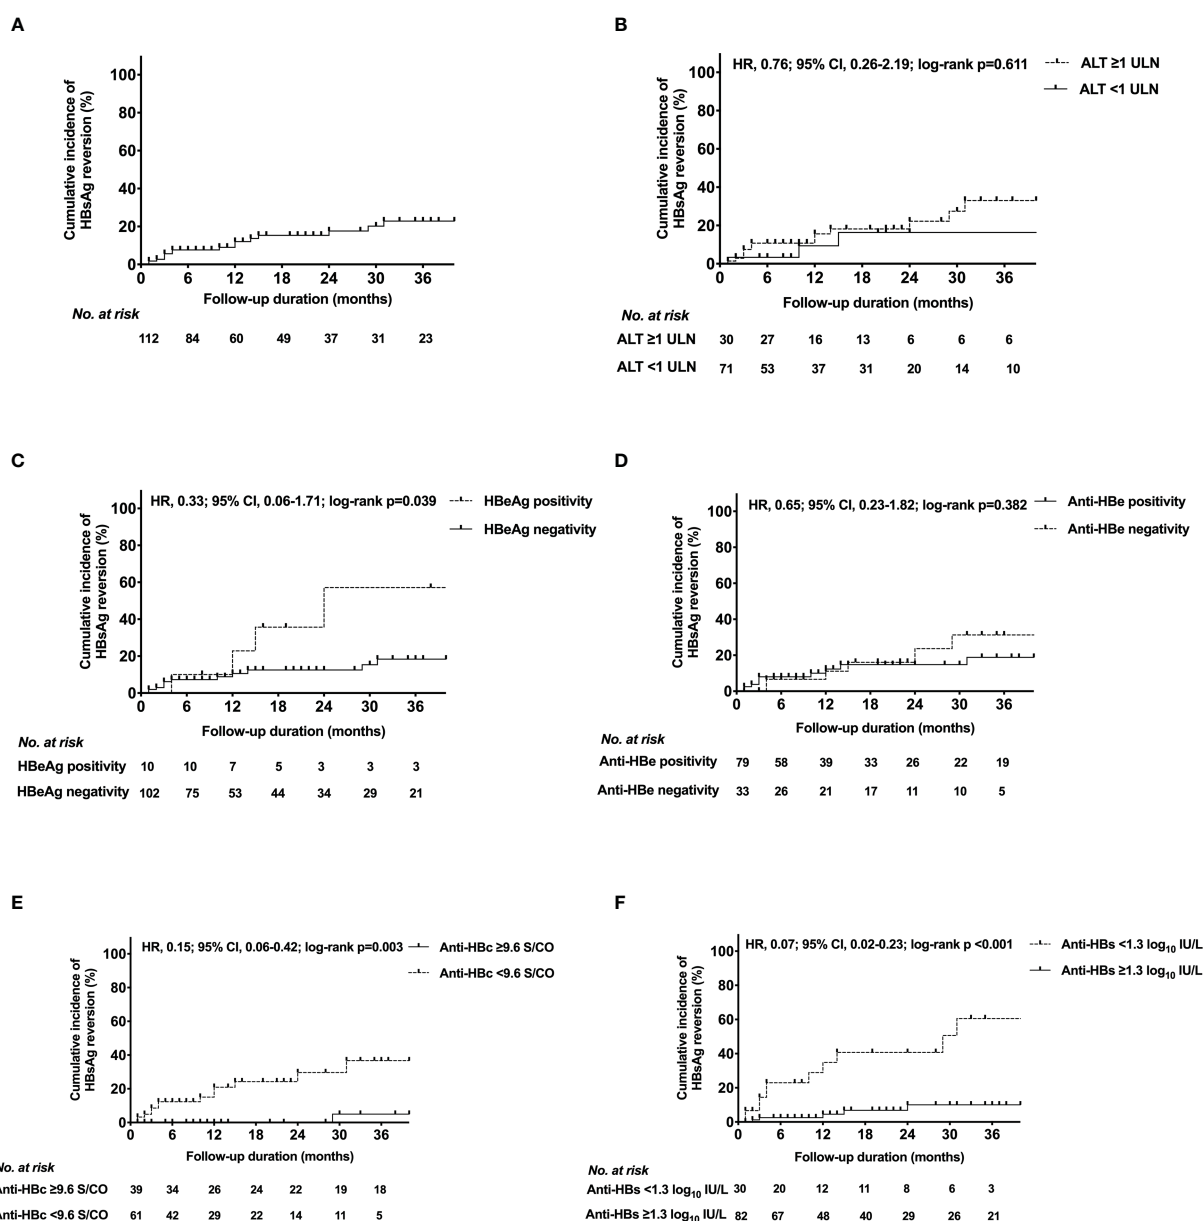 A
Cumulative incidence of
HBsAg reversion (%)
100
80
60
40
20
0
0 6 12 18 24 30 36
Follow-up duration (months)
No. at risk
112 84 60 49 37 31 23
B
HR, 0.76; 95% CI, 0.26-2.19; log-rank p=0.611
ALT ≥1 ULN
ALT <1 ULN
Cumulative incidence of
HBsAg reversion (%)
100
80
60
40
20
0
0 6 12 18 24 30 36
Follow-up duration (months)
No. at risk
ALT ≥1 ULN 30 27 16 13 6 6 6
ALT <1 ULN 71 53 37 31 20 14 10
C
HR, 0.33; 95% CI, 0.06-1.71; log-rank p=0.039
HBeAg positivity
HBeAg negativity
Cumulative incidence of
HBsAg reversion (%)
100
80
60
40
20
0
0 6 12 18 24 30 36
Follow-up duration (months)
No. at risk
HBeAg positivity 10 10 7 5 3 3 3
HBeAg negativity 102 75 53 44 34 29 21
D
HR, 0.65; 95% CI, 0.23-1.82; log-rank p=0.382
Anti-HBe positivity
Anti-HBe negativity
Cumulative incidence of
HBsAg reversion (%)
100
80
60
40
20
0
0 6 12 18 24 30 36
Follow-up duration (months)
No. at risk
Anti-HBe positivity 79 58 39 33 26 22 19
Anti-HBe negativity 33 26 21 17 11 10 5
E
HR, 0.15; 95% CI, 0.06-0.42; log-rank p=0.003
Anti-HBc ≥9.6 S/CO
Anti-HBc <9.6 S/CO
Cumulative incidence of
HBsAg reversion (%)
100
80
60
40
20
0
0 6 12 18 24 30 36
Follow-up duration (months)
No. at risk
Anti-HBc ≥9.6 S/CO 39 34 26 24 22 19 18
Anti-HBc <9.6 S/CO 61 42 29 22 14 11 5
F
HR, 0.07; 95% CI, 0.02-0.23; log-rank p <0.001
Anti-HBs <1.3 log10 IU/L
Anti-HBs ≥1.3 log10 IU/L
Cumulative incidence of
HBsAg reversion (%)
100
80
60
40
20
0
0 6 12 18 24 30 36
Follow-up duration (months)
No. at risk
Anti-HBs <1.3 log10 IU/L 30 20 12 11 8 6 3
Anti-HBs ≥1.3 log10 IU/L 82 67 48 40 29 26 21